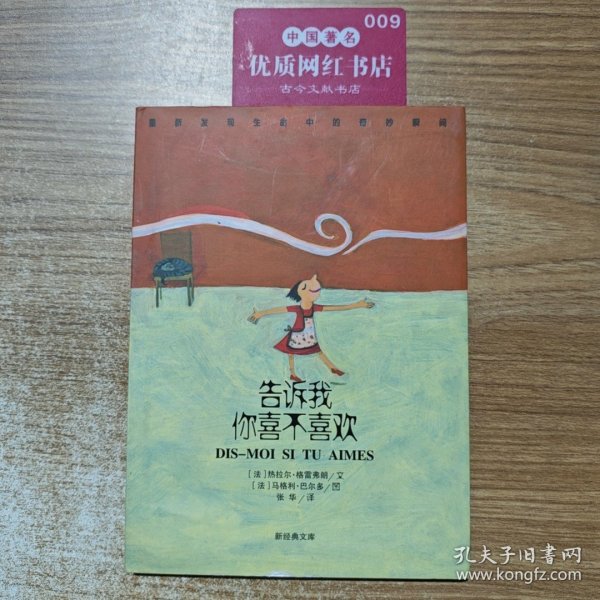 009
中国著名
优质网红书店
古今文献书店
重新发现生命中的奇妙瞬间
告诉我
你喜不喜欢
DIS-MOI SI TU AIMES
[法]热拉尔·格雷弗朗/文
[法]马格利·巴尔多/图
张华/译
新经典文库
孔夫子旧书网
www.kongfz.com